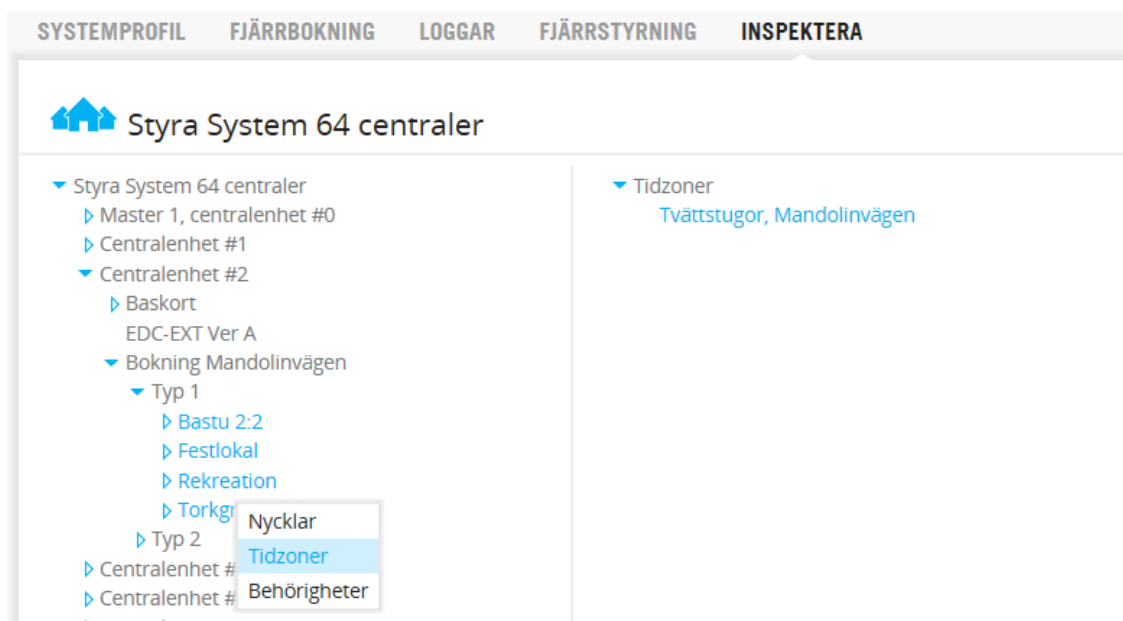 SYSTEMPROFIL FJÄRRBOKNING LOGGAR FJÄRRSTYRNING INSPEKTERA
Styra System 64 centraler
Styra System 64 centraler
Master 1, centralenhet #0
Centralenhet #1
Centralenhet #2
Baskort
EDC-EXT Ver A
Bokning Mandolinvägen
Typ 1
Bastu 2:2
Festlokal
Rekreation
Typ 2
Centralenhet #
Centralenhet #
Nycklar
Tidzoner
Behörigheter
Tidzoner
Tvättstugor, Mandolinvägen